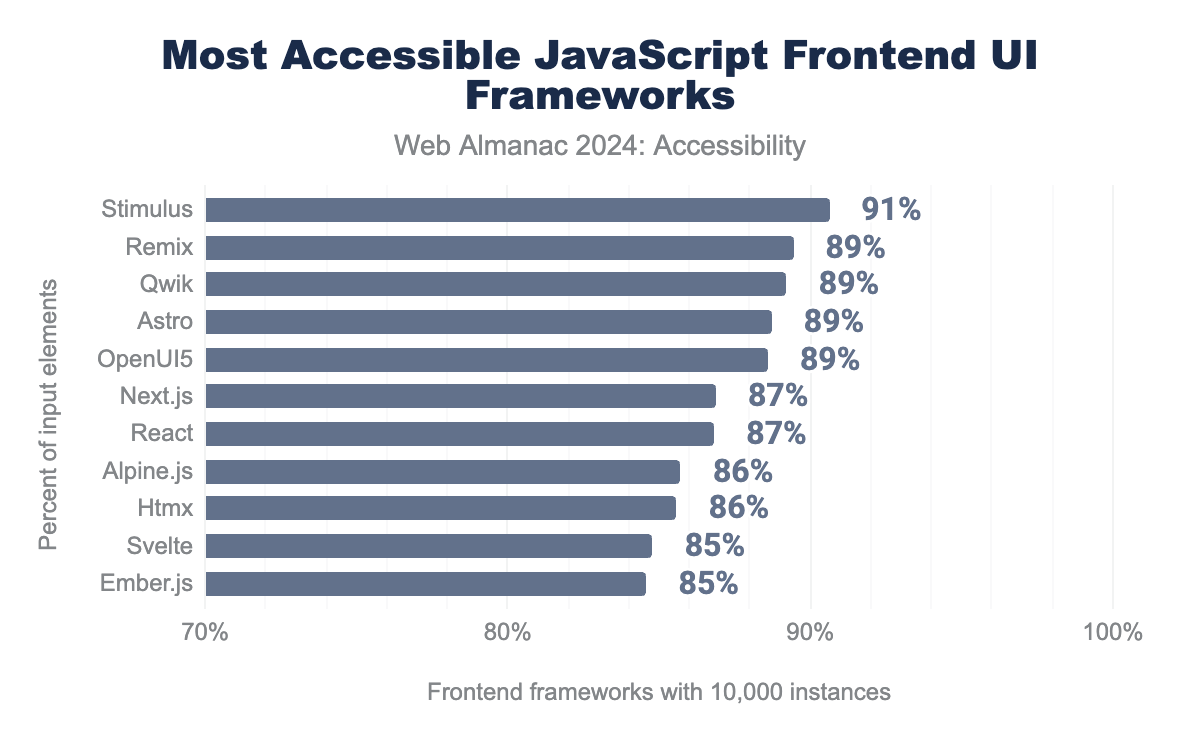 Most Accessible JavaScript Frontend UI
Frameworks
Web Almanac 2024: Accessibility
Percent of input elements
Stimulus 91%
Remix 89%
Qwik 89%
Astro 89%
OpenUI5 89%
Next.js 87%
React 87%
Alpine.js 86%
Htmx 86%
Svelte 85%
Ember.js 85%
70% 80% 90% 100%
Frontend frameworks with 10,000 instances